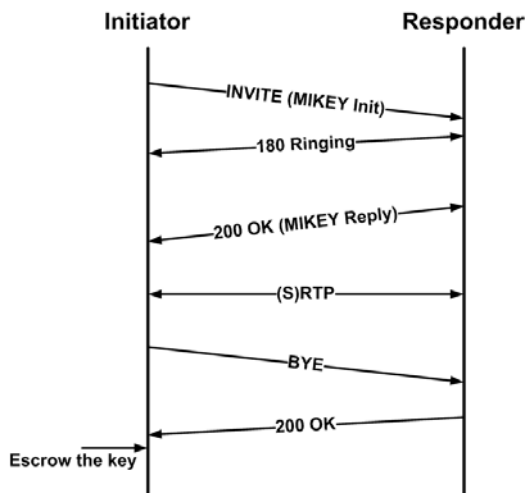 Initiator
Responder
INVITE (MIKEY Init)
180 Ringing
200 OK (MIKEY Reply)
(S)RTP
BYE
200 OK
Escrow the key